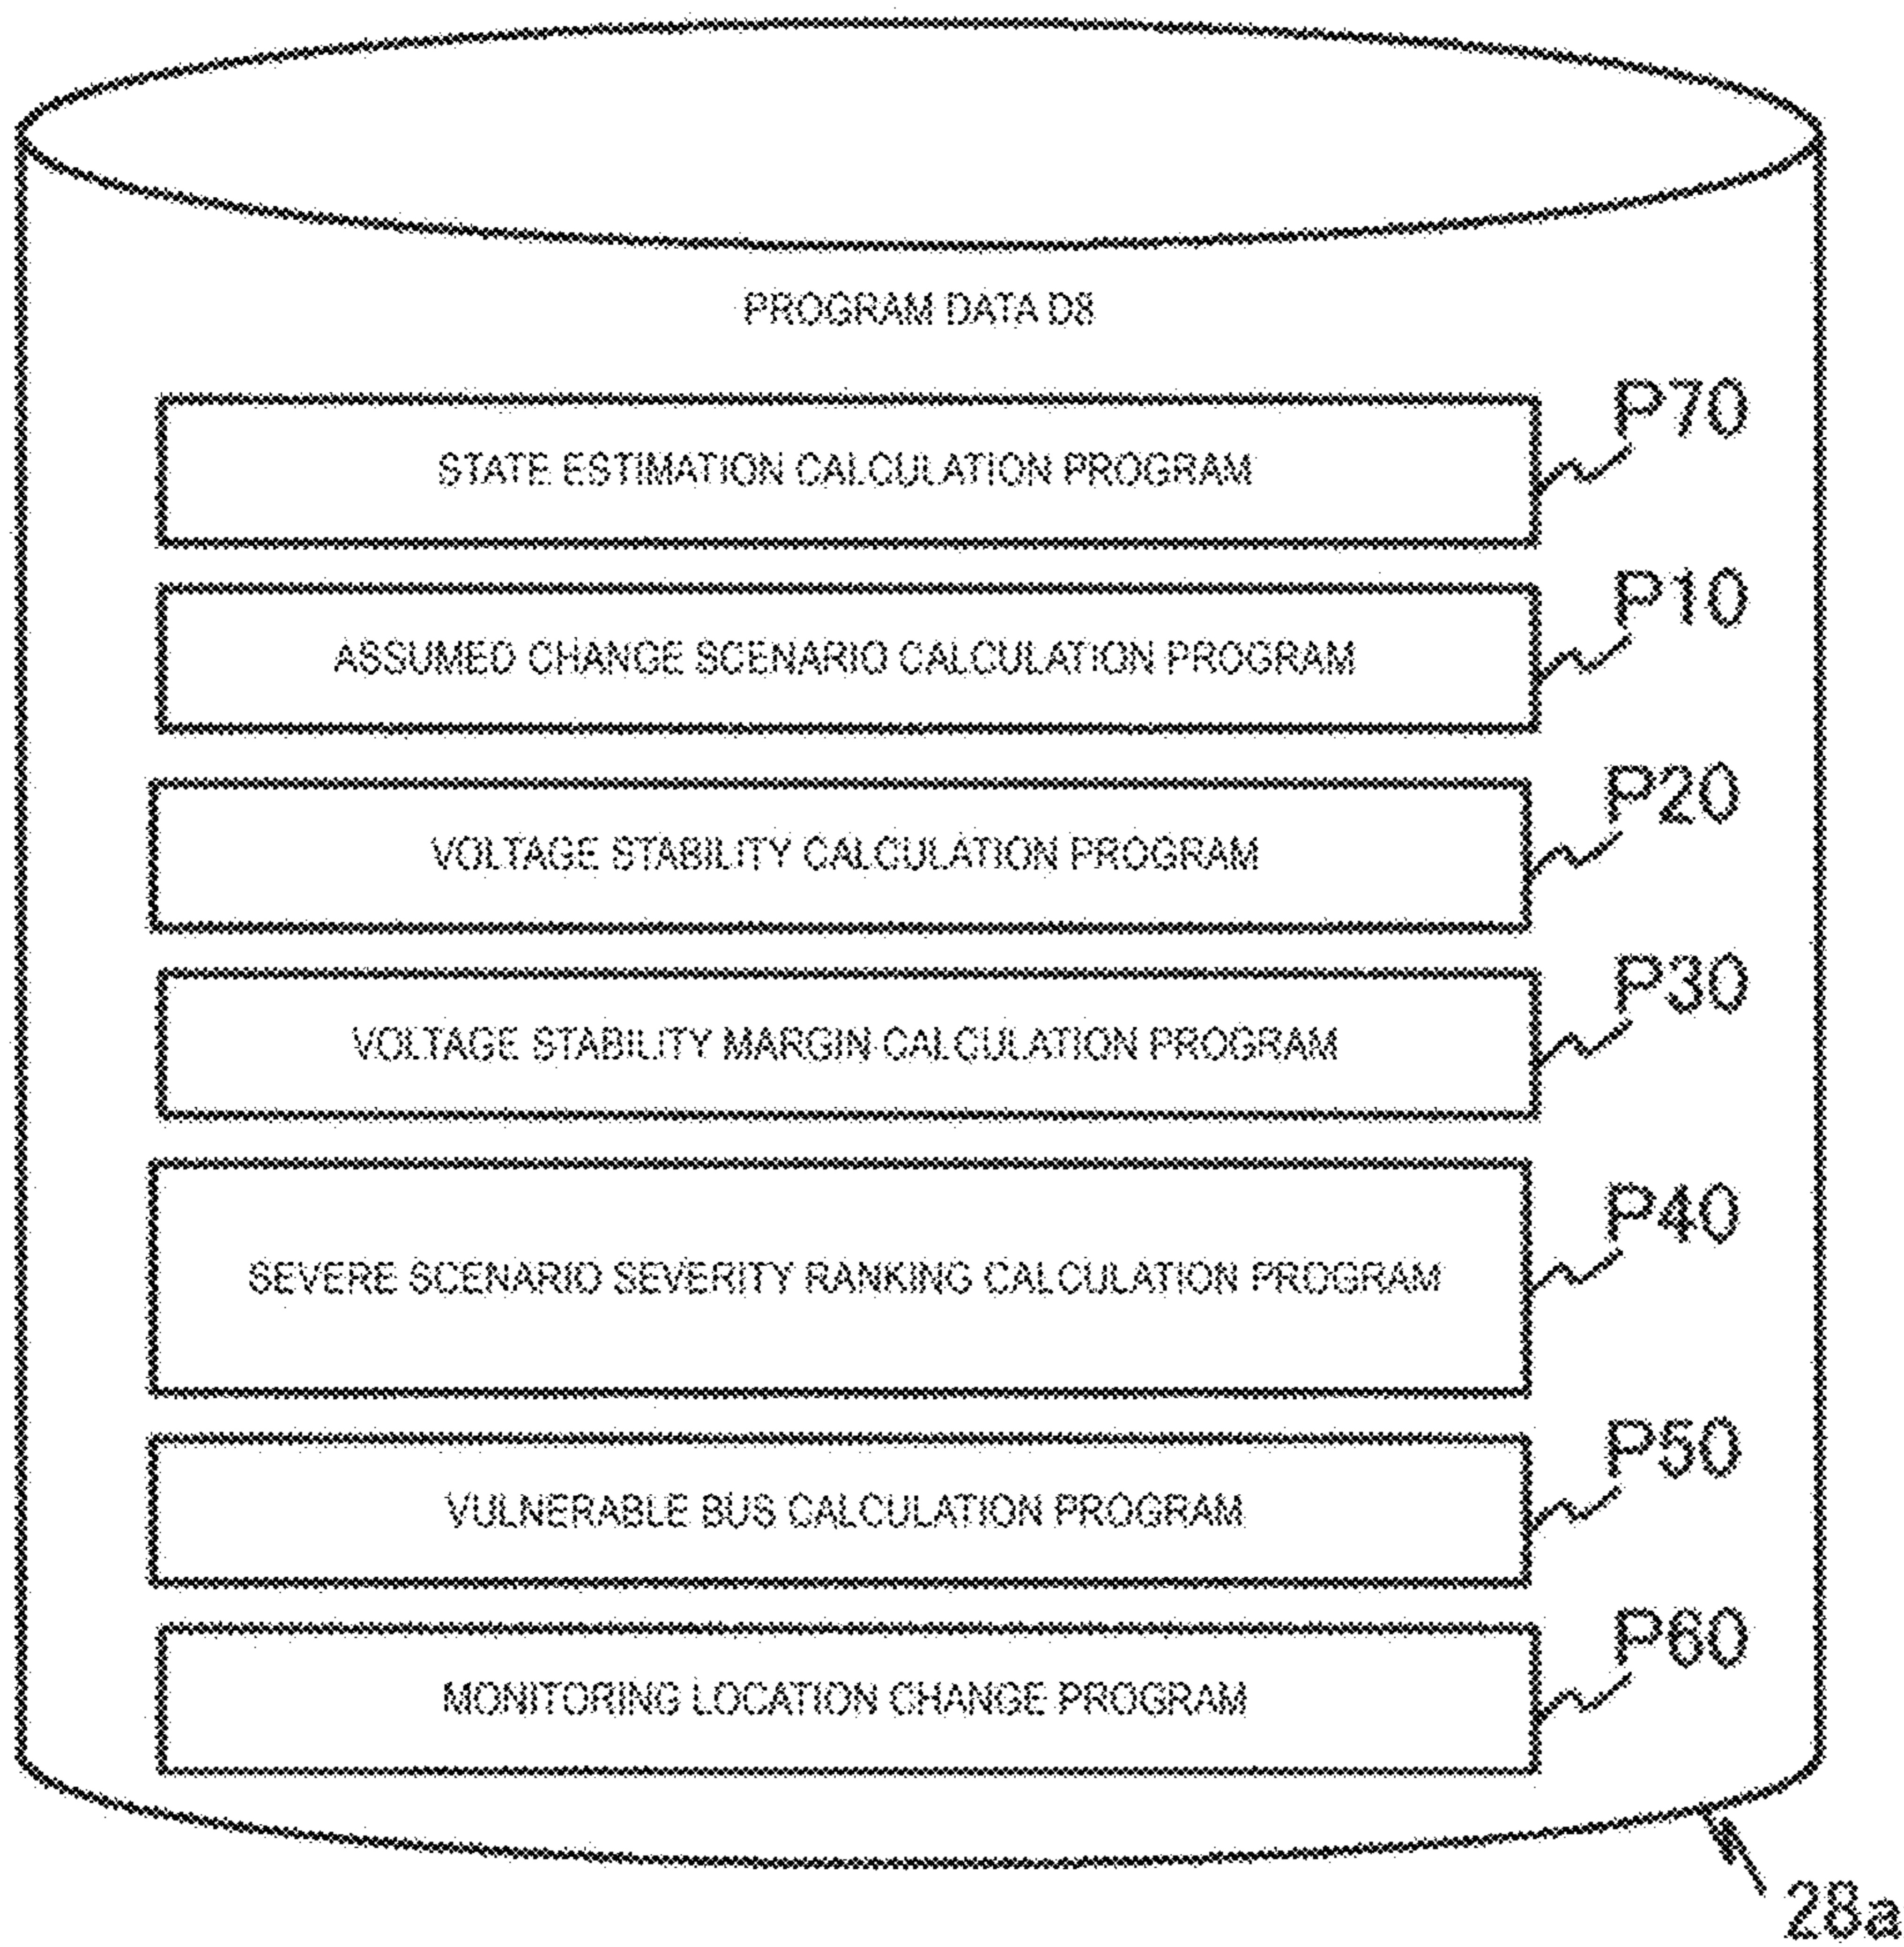 PROGRAM DATA D8
P70
STATE ESTIMATION CALCULATION PROGRAM
P10
ASSUMED CHANGE SCENARIO CALCULATION PROGRAM
P20
VOLTAGE STABILITY CALCULATION PROGRAM
P30
VOLTAGE STABILITY MARGIN CALCULATION PROGRAM
P40
SEVERE SCENARIO SEVERITY RANKING CALCULATION PROGRAM
P50
VULNERABLE BUS CALCULATION PROGRAM
P60
MONITORING LOCATION CHANGE PROGRAM
28a